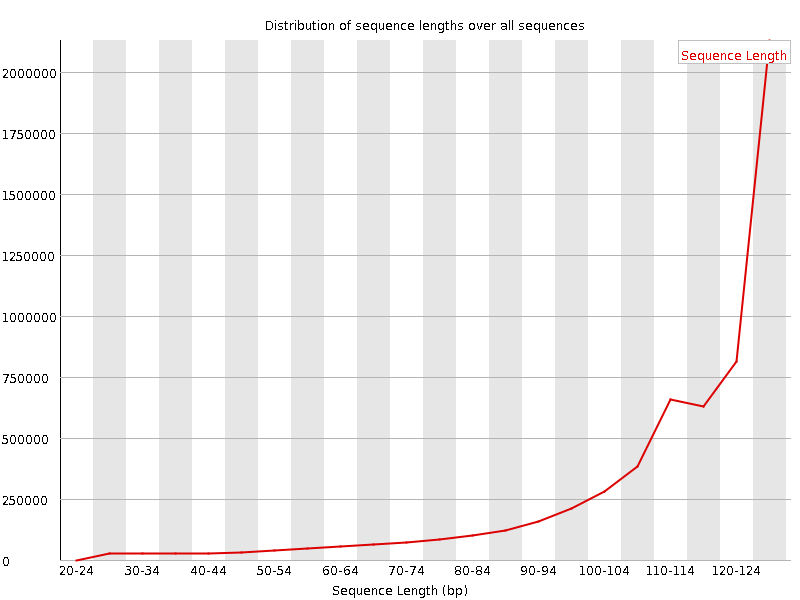 Distribution of sequence lengths over all sequences
Sequence Length
2000000
1750000
1500000
1250000
1000000
750000
500000
250000
0
20-24 30-34 40-44 50-54 60-64 70-74 80-84 90-94 100-104 110-114 120-124
Sequence Length (bp)